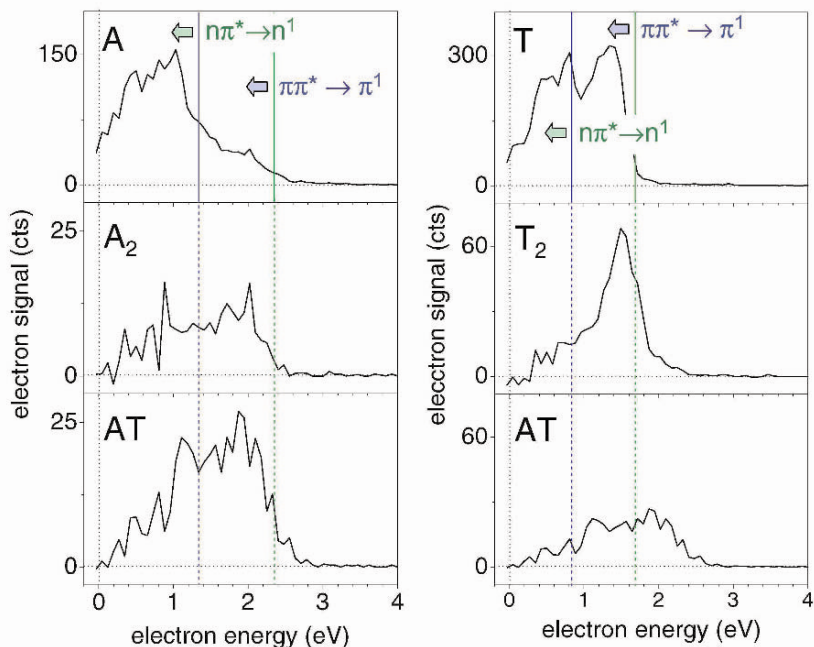 A
nπ*→n¹
ππ* → π¹
150
0
A₂
25
0
AT
25
0
0 1 2 3 4
electron energy (eV)
electron signal (cts)
T
ππ* → π¹
nπ*→n¹
300
0
T₂
60
0
AT
60
0
0 1 2 3 4
electron energy (eV)
elecctron signal (cts)